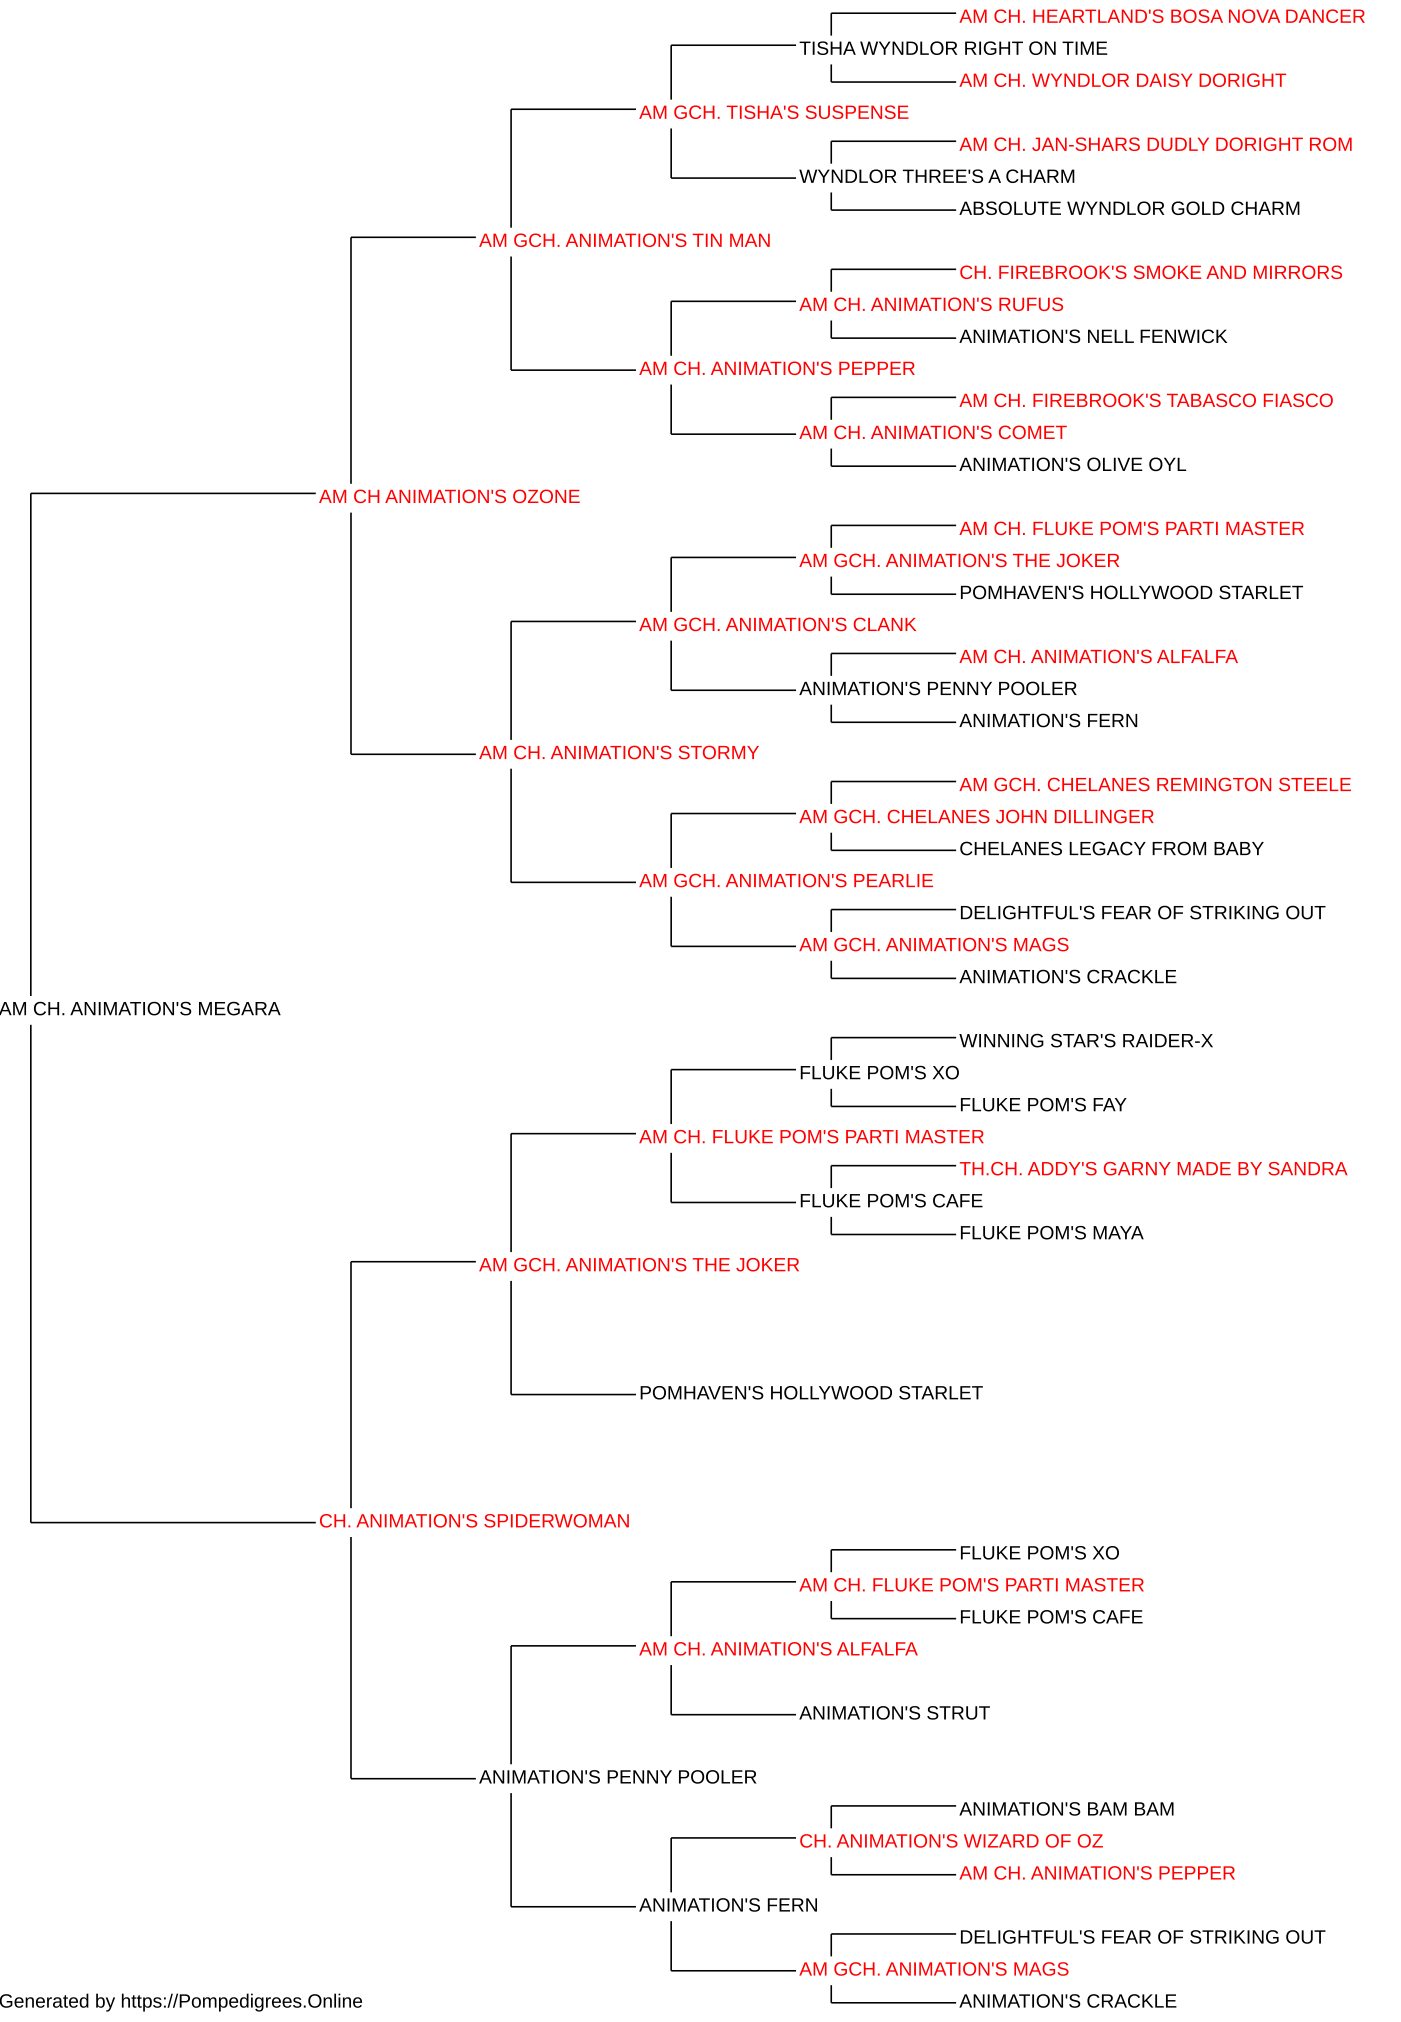 AM CH. HEARTLAND'S BOSA NOVA DANCER
TISHA WYNDLOR RIGHT ON TIME
AM CH. WYNDLOR DAISY DORIGHT
AM GCH. TISHA'S SUSPENSE
AM CH. JAN-SHARS DUDLY DORIGHT ROM
WYNDLOR THREE'S A CHARM
ABSOLUTE WYNDLOR GOLD CHARM
AM GCH. ANIMATION'S TIN MAN
CH. FIREBROOK'S SMOKE AND MIRRORS
AM CH. ANIMATION'S RUFUS
ANIMATION'S NELL FENWICK
AM CH. ANIMATION'S PEPPER
AM CH. FIREBROOK'S TABASCO FIASCO
AM CH. ANIMATION'S COMET
ANIMATION'S OLIVE OYL
AM CH ANIMATION'S OZONE
AM CH. FLUKE POM'S PARTI MASTER
AM GCH. ANIMATION'S THE JOKER
POMHAVEN'S HOLLYWOOD STARLET
AM GCH. ANIMATION'S CLANK
AM CH. ANIMATION'S ALFALFA
ANIMATION'S PENNY POOLER
ANIMATION'S FERN
AM CH. ANIMATION'S STORMY
AM GCH. CHELANES REMINGTON STEELE
AM GCH. CHELANES JOHN DILLINGER
CHELANES LEGACY FROM BABY
AM GCH. ANIMATION'S PEARLIE
DELIGHTFUL'S FEAR OF STRIKING OUT
AM GCH. ANIMATION'S MAGS
ANIMATION'S CRACKLE
AM CH. ANIMATION'S MEGARA
WINNING STAR'S RAIDER-X
FLUKE POM'S XO
FLUKE POM'S FAY
AM CH. FLUKE POM'S PARTI MASTER
TH.CH. ADDY'S GARNY MADE BY SANDRA
FLUKE POM'S CAFE
FLUKE POM'S MAYA
AM GCH. ANIMATION'S THE JOKER
POMHAVEN'S HOLLYWOOD STARLET
CH. ANIMATION'S SPIDERWOMAN
FLUKE POM'S XO
AM CH. FLUKE POM'S PARTI MASTER
FLUKE POM'S CAFE
AM CH. ANIMATION'S ALFALFA
ANIMATION'S STRUT
ANIMATION'S PENNY POOLER
ANIMATION'S BAM BAM
CH. ANIMATION'S WIZARD OF OZ
AM CH. ANIMATION'S PEPPER
ANIMATION'S FERN
DELIGHTFUL'S FEAR OF STRIKING OUT
AM GCH. ANIMATION'S MAGS
ANIMATION'S CRACKLE
Generated by https://Pompedigrees.Online